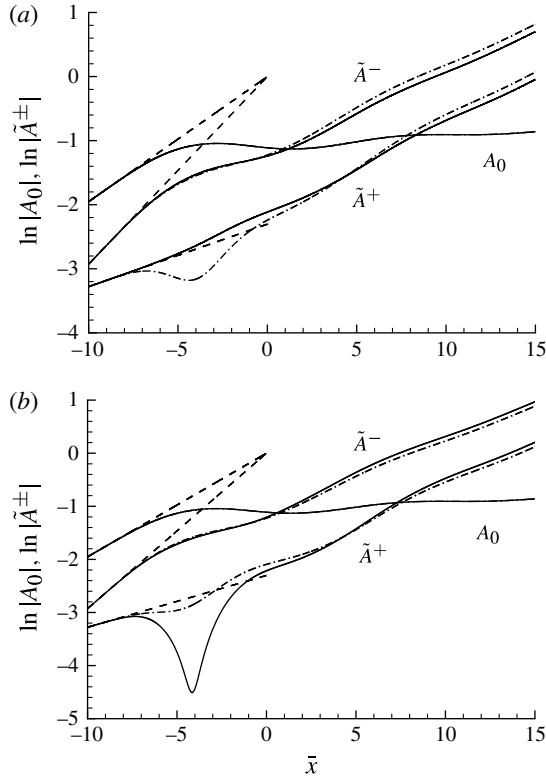 (a)
1
0
–1
–2
–3
–4
ln |A₀|, ln |Ã±|
Ã−
A₀
Ã+
–10 –5 0 5 10 15
(b)
1
0
–1
–2
–3
–4
–5
ln |A₀|, ln |Ã±|
Ã−
A₀
Ã+
–10 –5 0 5 10 15
x̄